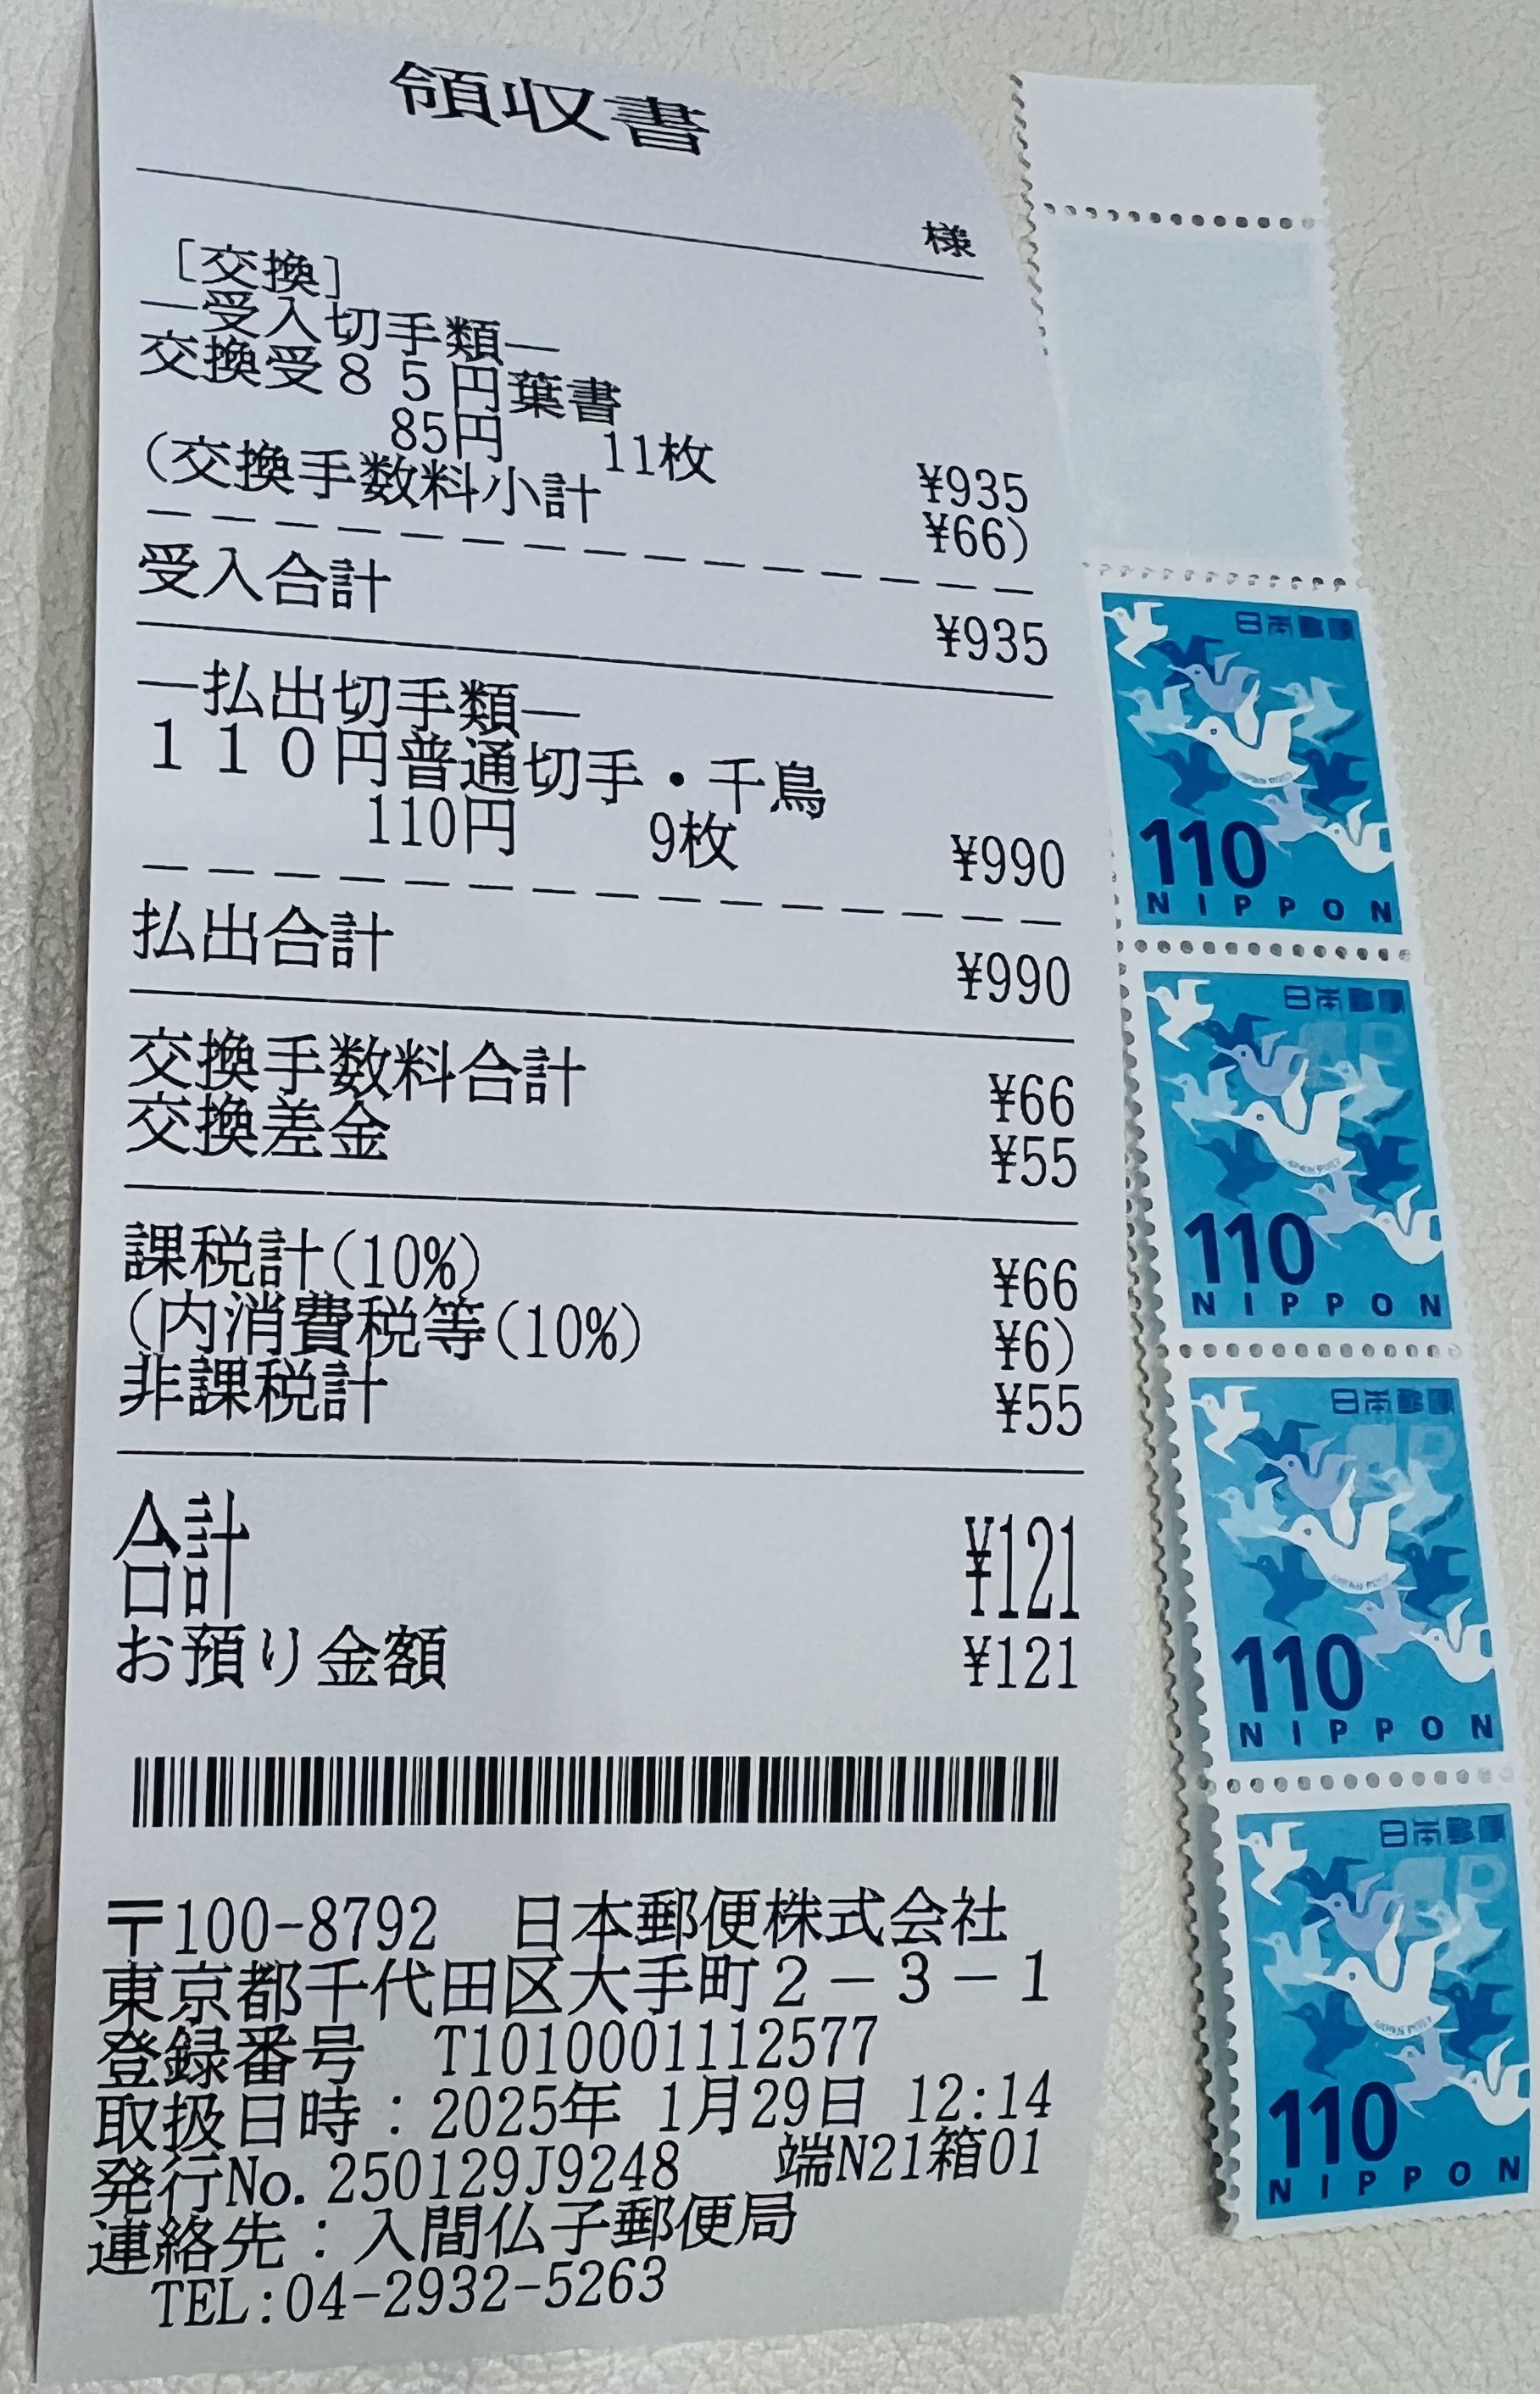 領収書
様
[交換]
―受入切手類―
交換受８５円葉書
85円 11枚 ¥935
(交換手数料小計 ¥66)
受入合計 ¥935
―払出切手類―
１１０円普通切手・千鳥
110円 9枚 ¥990
払出合計 ¥990
交換手数料合計 ¥66
交換差金 ¥55
課税計(10%) ¥66
(内消費税等(10%) ¥6)
非課税計 ¥55
合計 ¥121
お預り金額 ¥121
〒100-8792 日本郵便株式会社
東京都千代田区大手町２－３－１
登録番号 T1010001112577
取扱日時：2025年 1月29日 12:14
発行No.250129J9248 端N21箱01
連絡先：入間仏子郵便局
TEL:04-2932-5263
日本郵便
110
NIPPON
日本郵便
110
NIPPON
日本郵便
110
NIPPON
日本郵便
110
NIPPON